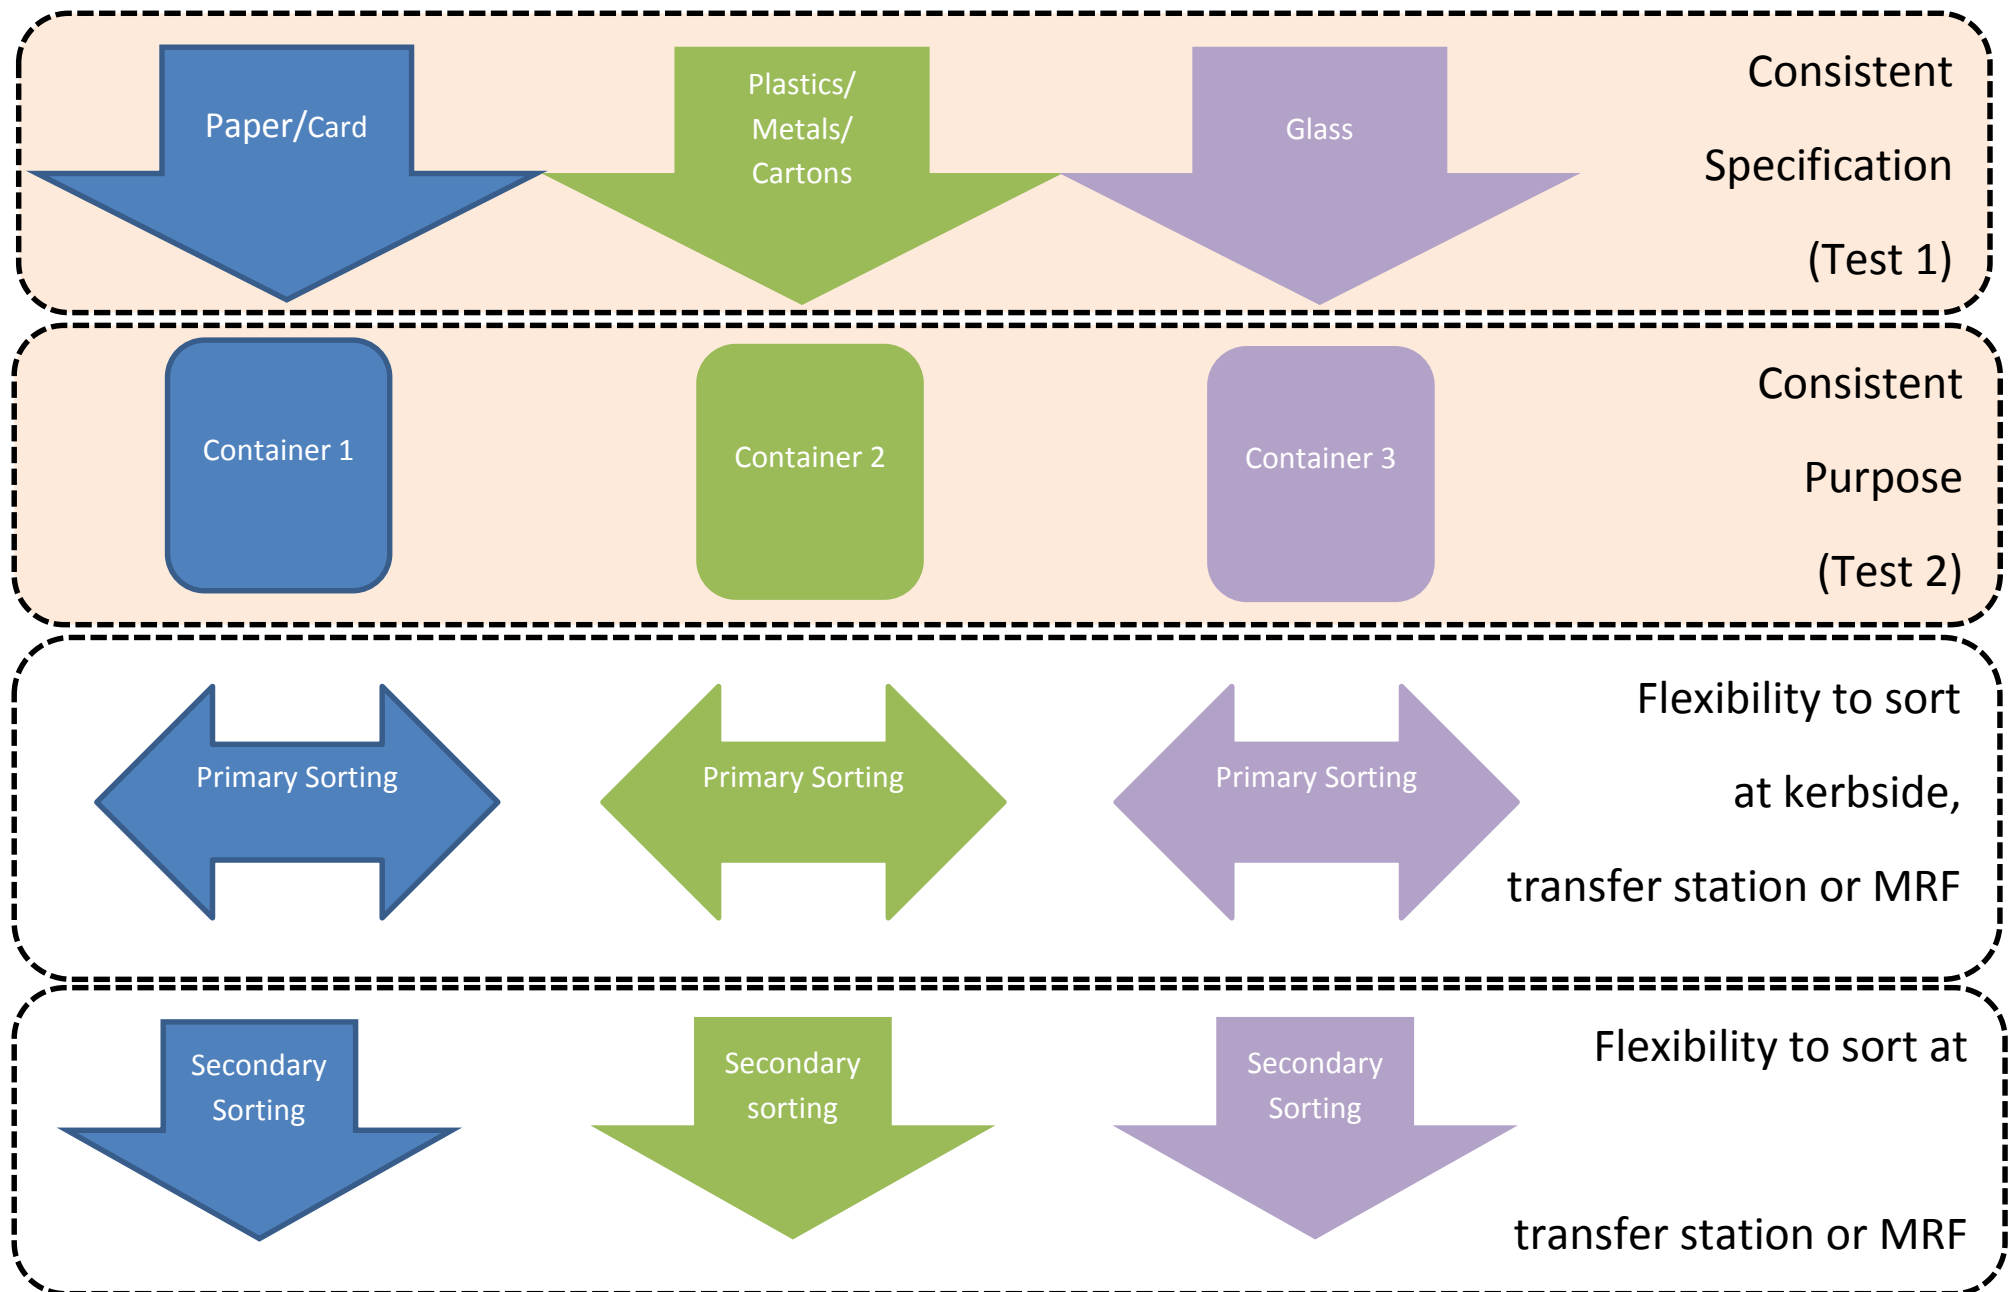 Paper/Card
Plastics/
Metals/
Cartons
Glass
Consistent
Specification
(Test 1)
Container 1
Container 2
Container 3
Consistent
Purpose
(Test 2)
Primary Sorting
Primary Sorting
Primary Sorting
Flexibility to sort
at kerbside,
transfer station or MRF
Secondary
Sorting
Secondary
sorting
Secondary
Sorting
Flexibility to sort at
transfer station or MRF